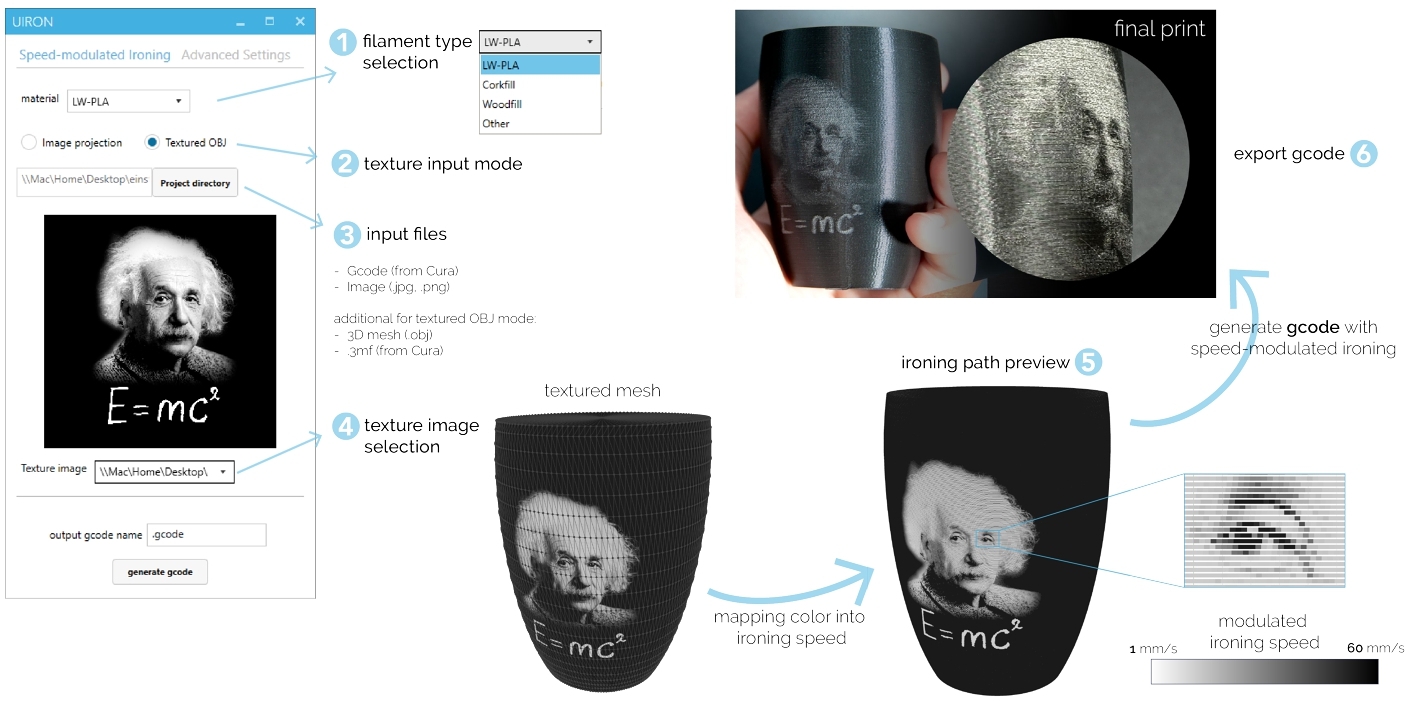 UIRON
Speed-modulated Ironing
Advanced Settings
material
LW-PLA
Image projection
Textured OBJ
\\Mac\Home\Desktop\eins
Project directory
E=mc²
Texture image
\\Mac\Home\Desktop\
output gcode name
.gcode
generate gcode
1 filament type
selection
LW-PLA
LW-PLA
Corkfill
Woodfill
Other
2 texture input mode
3 input files
- Gcode (from Cura)
- Image (.jpg, .png)
additional for textured OBJ mode:
- 3D mesh (.obj)
- .3mf (from Cura)
4 texture image
selection
textured mesh
E=mc²
mapping color into
ironing speed
ironing path preview 5
E=mc²
modulated
ironing speed
1 mm/s
60 mm/s
generate gcode with
speed-modulated ironing
export gcode 6
final print
E=mc²